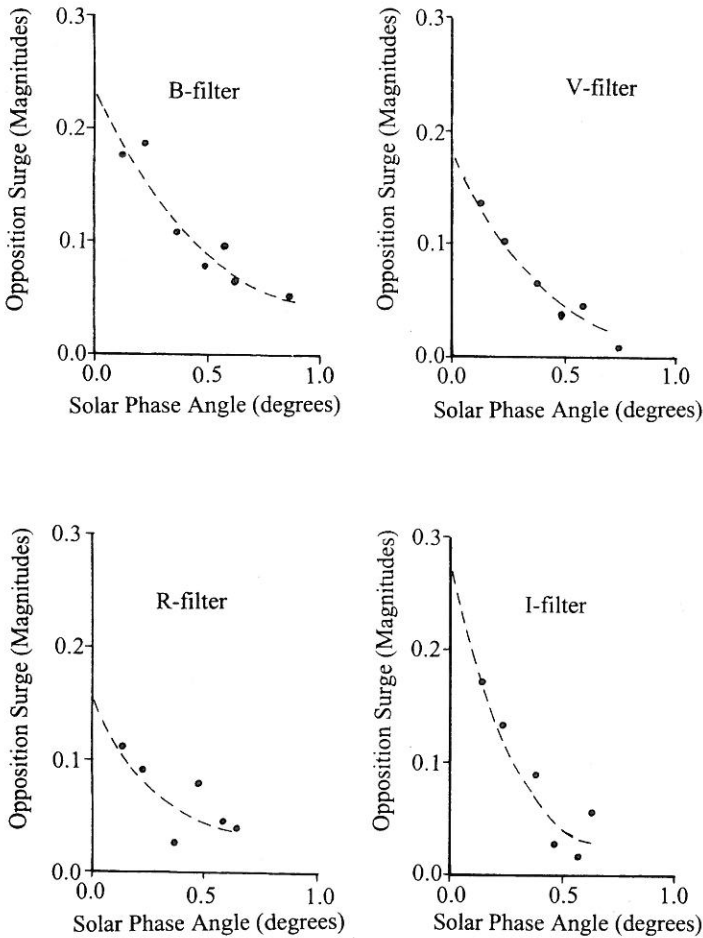 0.3
0.2
0.1
0.0
Opposition Surge (Magnitudes)
B-filter
0.0 0.5 1.0
Solar Phase Angle (degrees)
0.3
0.2
0.1
0.0
Opposition Surge (Magnitudes)
V-filter
0.0 0.5 1.0
Solar Phase Angle (degrees)
0.3
0.2
0.1
0.0
Opposition Surge (Magnitudes)
R-filter
0.0 0.5 1.0
Solar Phase Angle (degrees)
0.3
0.2
0.1
0.0
Opposition Surge (Magnitudes)
I-filter
0.0 0.5 1.0
Solar Phase Angle (degrees)